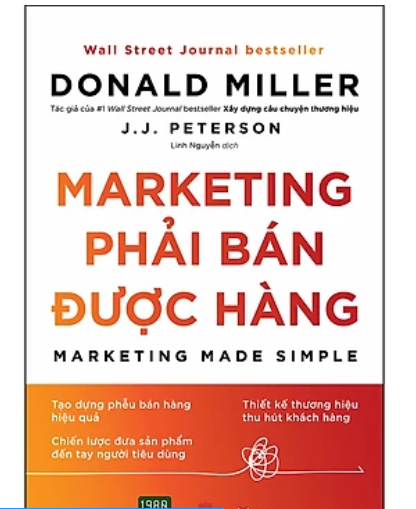 Wall Street Journal bestseller
DONALD MILLER
Tác giả của #1 Wall Street Journal bestseller Xây dựng câu chuyện thương hiệu
J.J. PETERSON
Linh Nguyễn dịch
MARKETING
PHẢI BÁN
ĐƯỢC HÀNG
MARKETING MADE SIMPLE
Tạo dựng phễu bán hàng
hiệu quả
Chiến lược đưa sản phẩm
đến tay người tiêu dùng
Thiết kế thương hiệu
thu hút khách hàng
1980